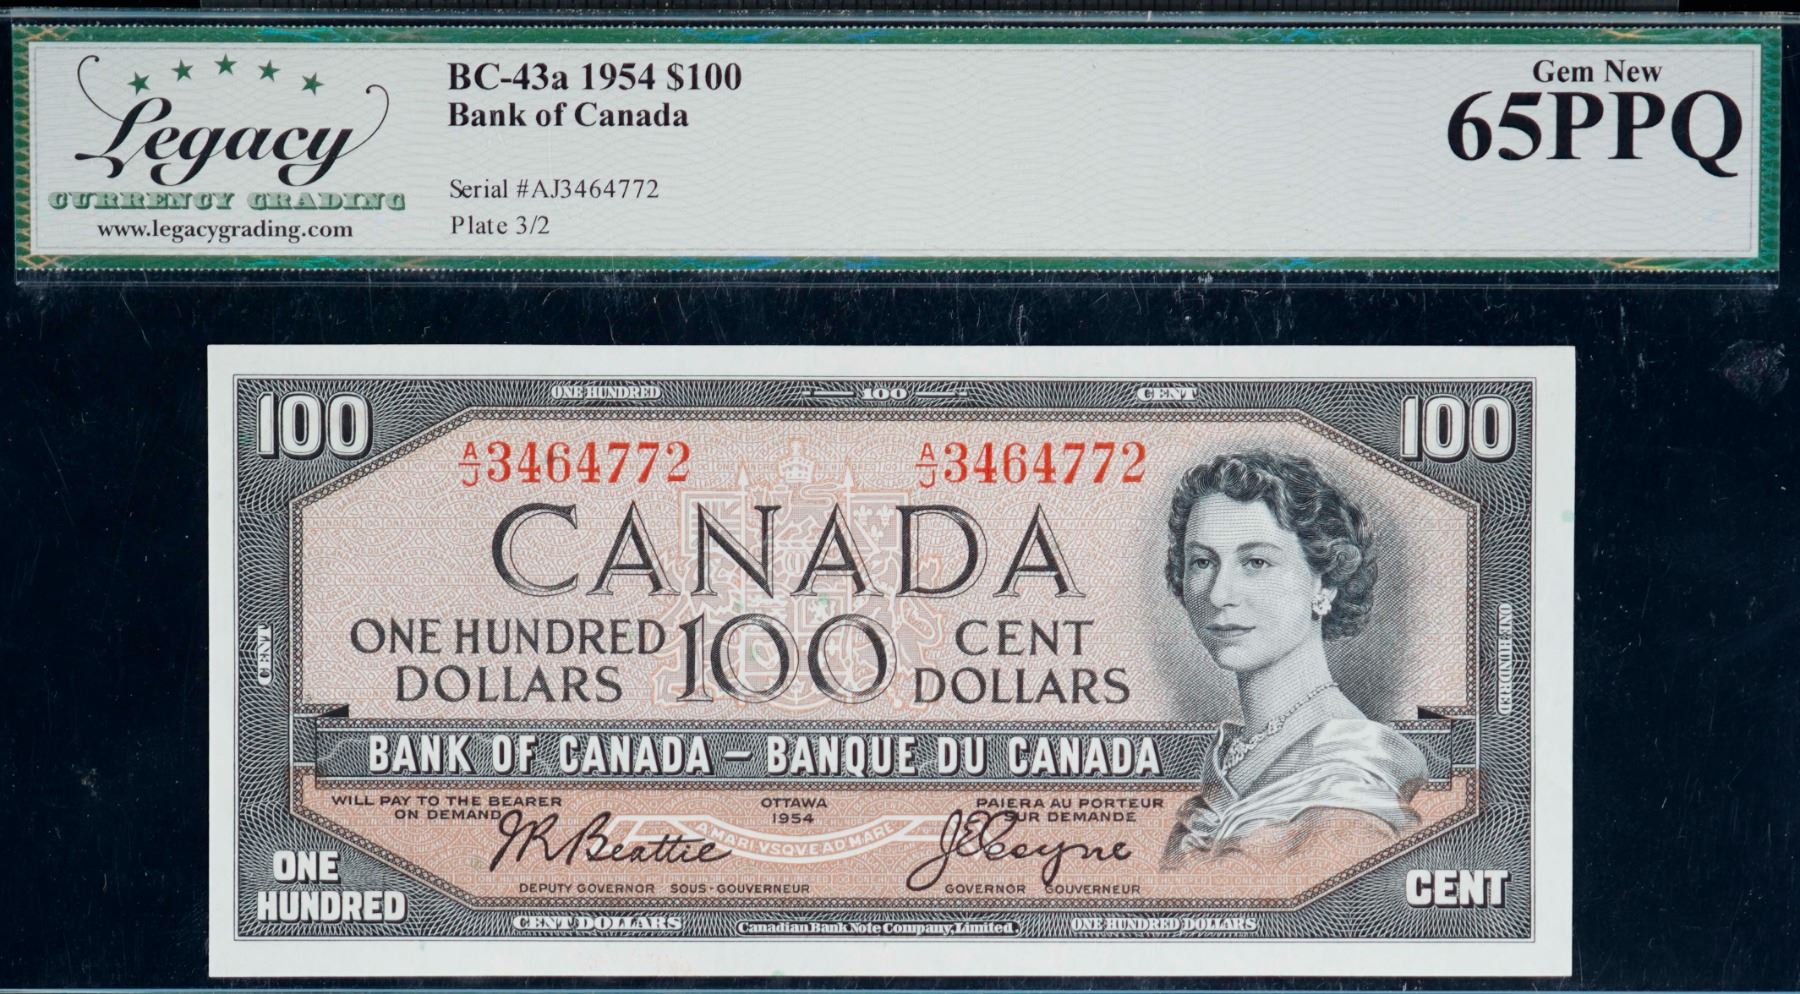 Legacy
CURRENCY GRADING
www.legacygrading.com
BC-43a 1954 $100
Bank of Canada
Serial #AJ3464772
Plate 3/2
Gem New
65PPQ
ONE HUNDRED 100 CENT
100 100
A/J 3464772 A/J 3464772
CANADA
ONE HUNDRED DOLLARS 100 CENT DOLLARS
CENT
ONE HUNDRED
BANK OF CANADA – BANQUE DU CANADA
WILL PAY TO THE BEARER
ON DEMAND
OTTAWA
1954
PAIERA AU PORTEUR
SUR DEMANDE
JR Beattie
A MARI VSQVE AD MARE
J E Coyne
DEPUTY GOVERNOR SOUS-GOUVERNEUR
GOVERNOR GOUVERNEUR
ONE
HUNDRED
CENT
CENT DOLLARS
Canadian Bank Note Company, Limited.
ONE HUNDRED DOLLARS